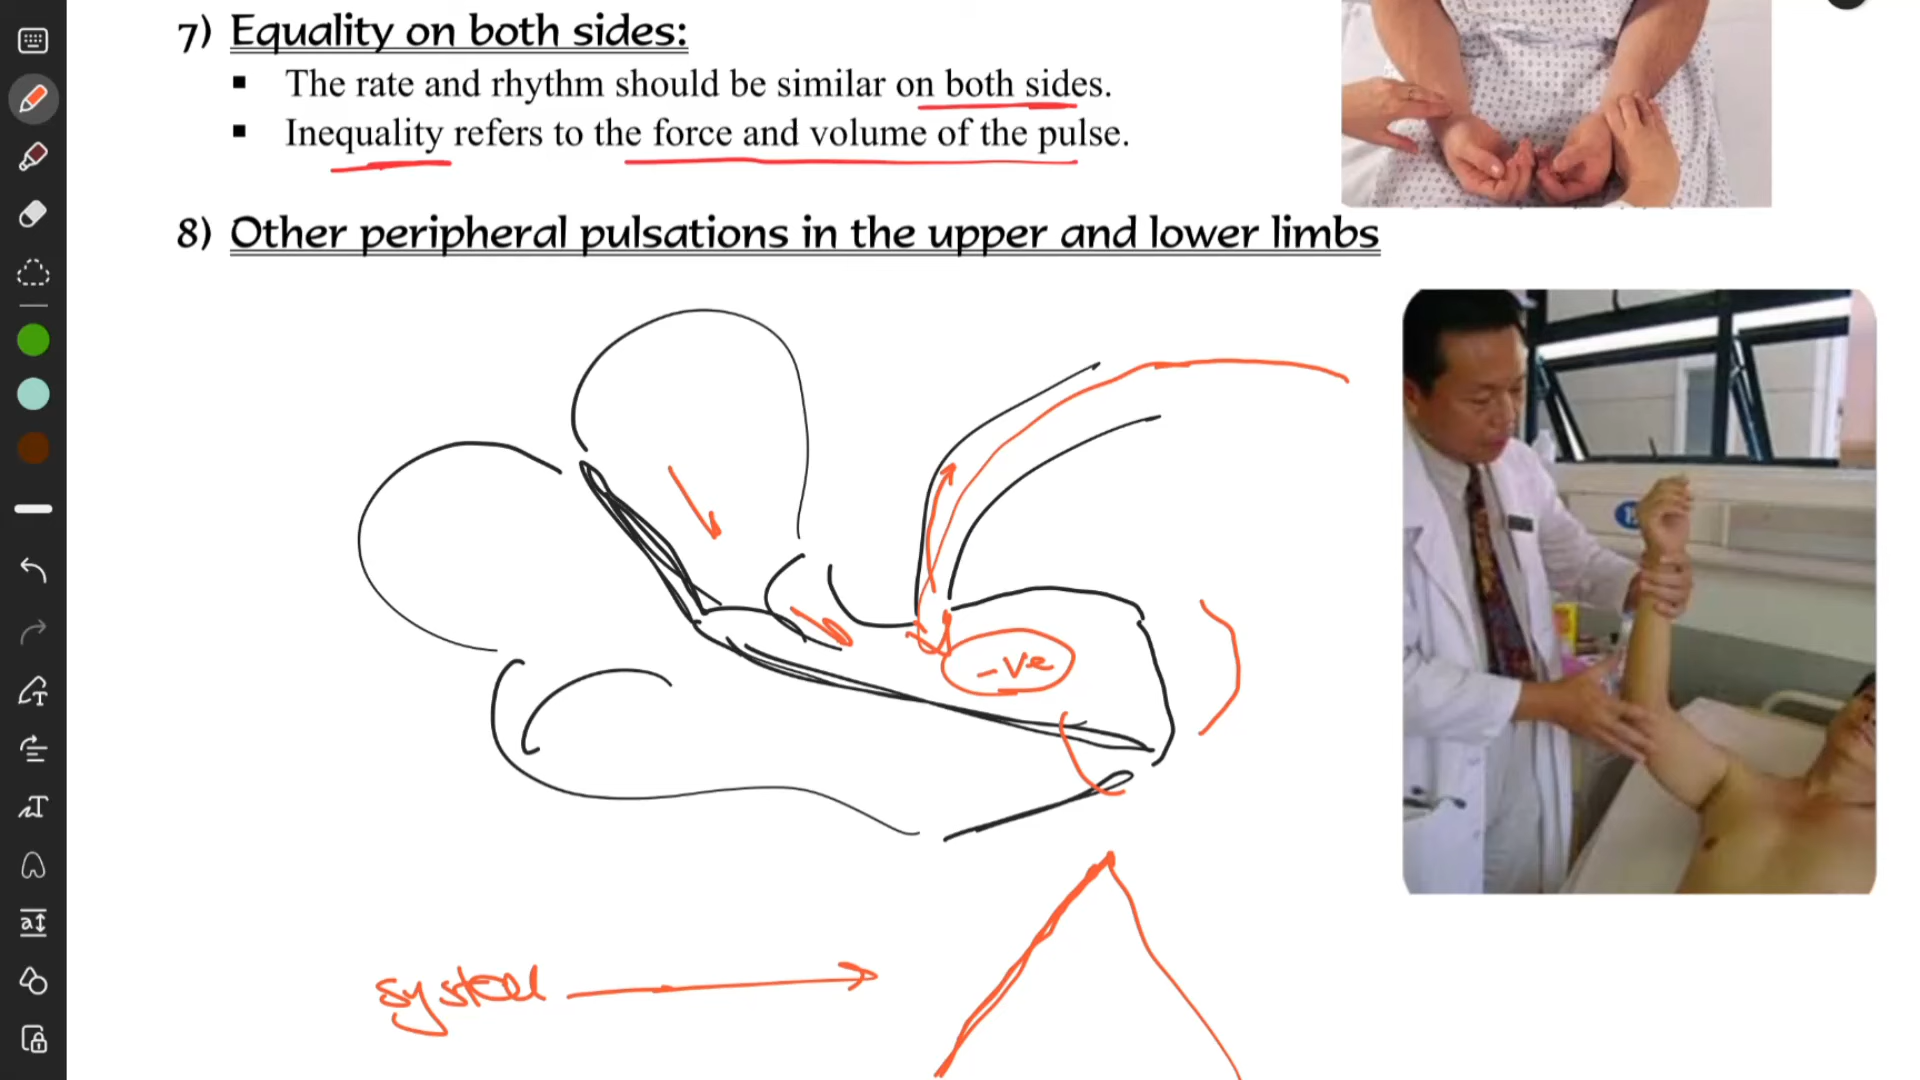 7) Equality on both sides:
▪ The rate and rhythm should be similar on both sides.
▪ Inequality refers to the force and volume of the pulse.
8) Other peripheral pulsations in the upper and lower limbs
-ve